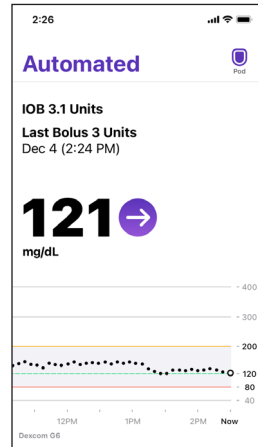 2:26
Automated
Pod
IOB 3.1 Units
Last Bolus 3 Units
Dec 4 (2:24 PM)
121
mg/dL
400
300
200
120
80
40
12PM 1PM 2PM Now
Dexcom G6